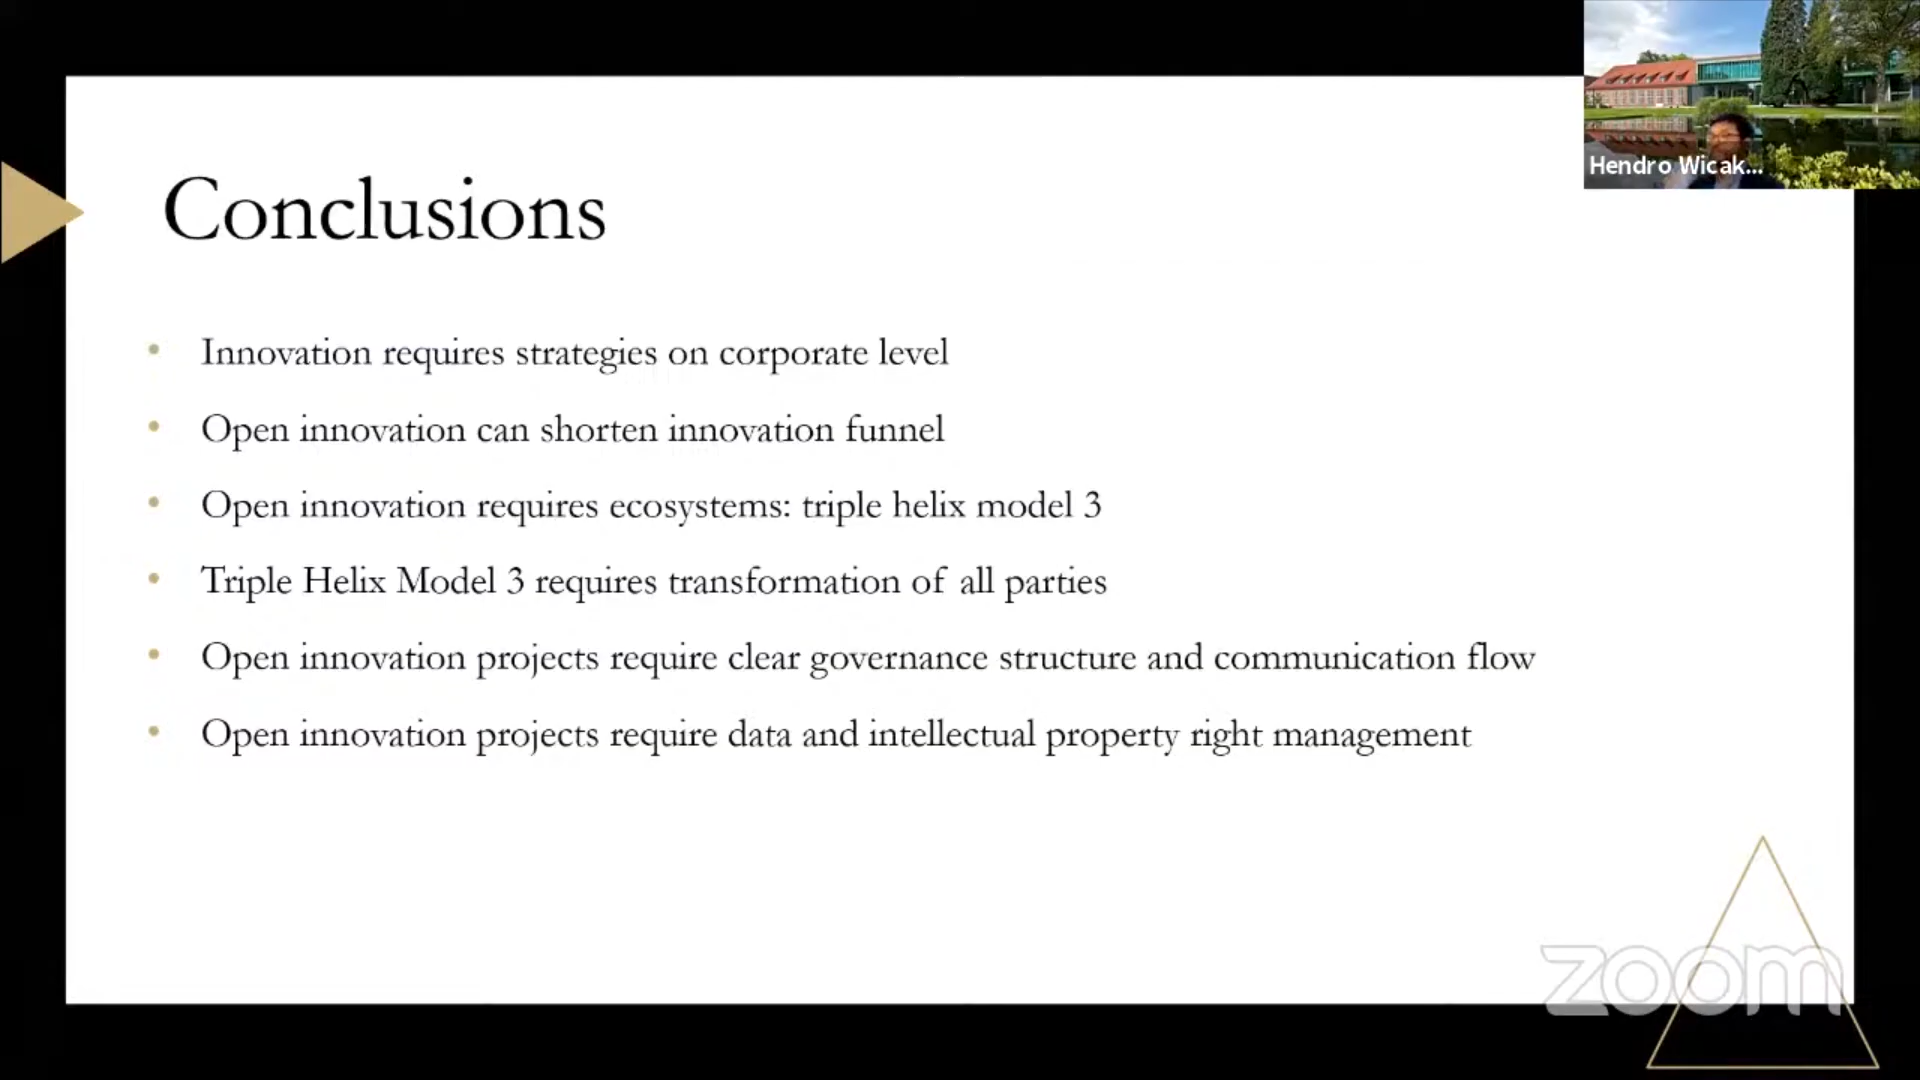 Hendro Wicak...
Conclusions
• Innovation requires strategies on corporate level
• Open innovation can shorten innovation funnel
• Open innovation requires ecosystems: triple helix model 3
• Triple Helix Model 3 requires transformation of all parties
• Open innovation projects require clear governance structure and communication flow
• Open innovation projects require data and intellectual property right management
zoom